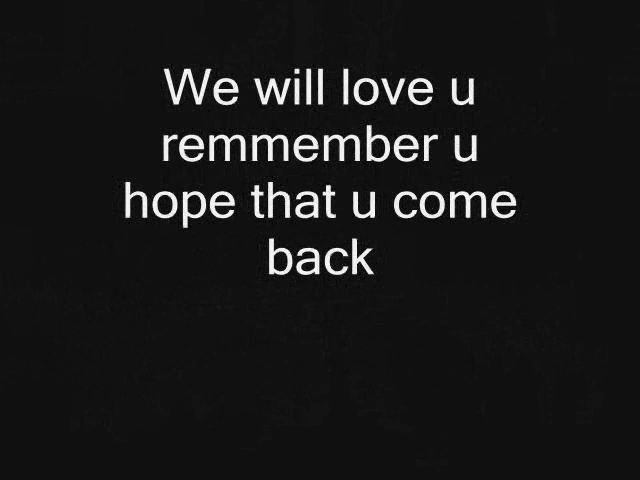 We will love u
remmember u
hope that u come
back